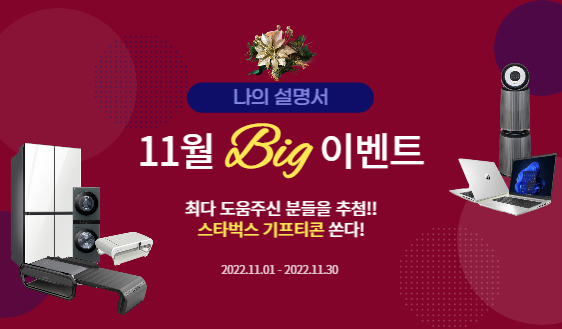 나의 설명서
11월 Big 이벤트
최다 도움주신 분들을 추첨!!
스타벅스 기프티콘 쏜다!
2022.11.01 - 2022.11.30